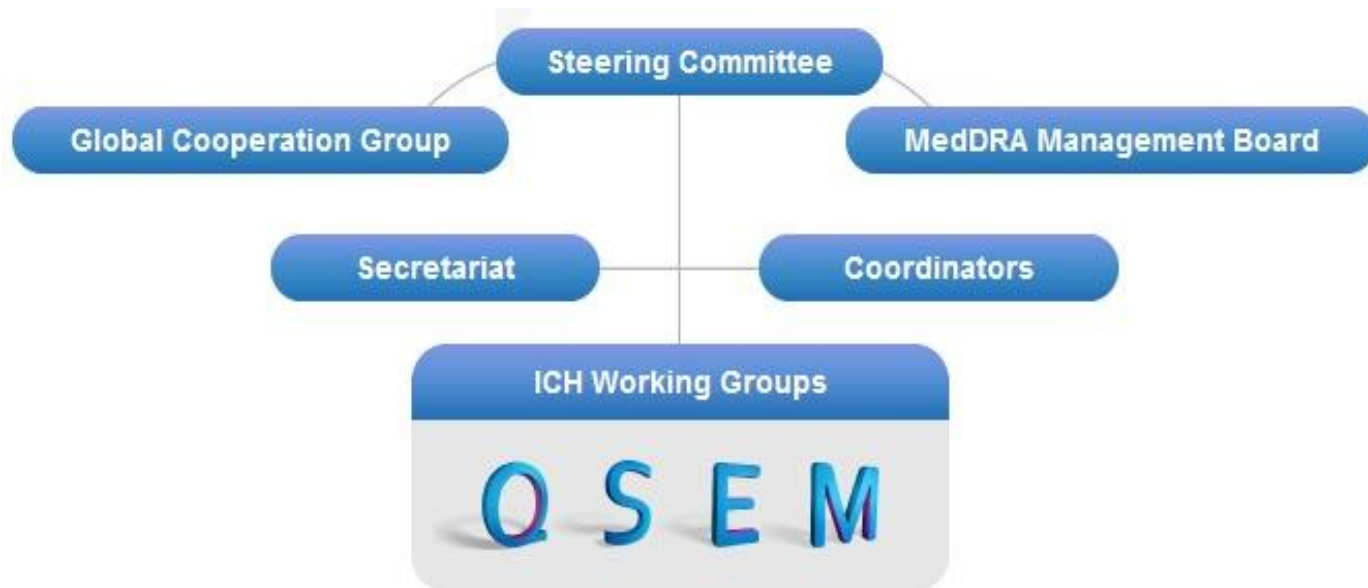 Steering Committee
Global Cooperation Group
MedDRA Management Board
Secretariat
Coordinators
ICH Working Groups
Q S E M